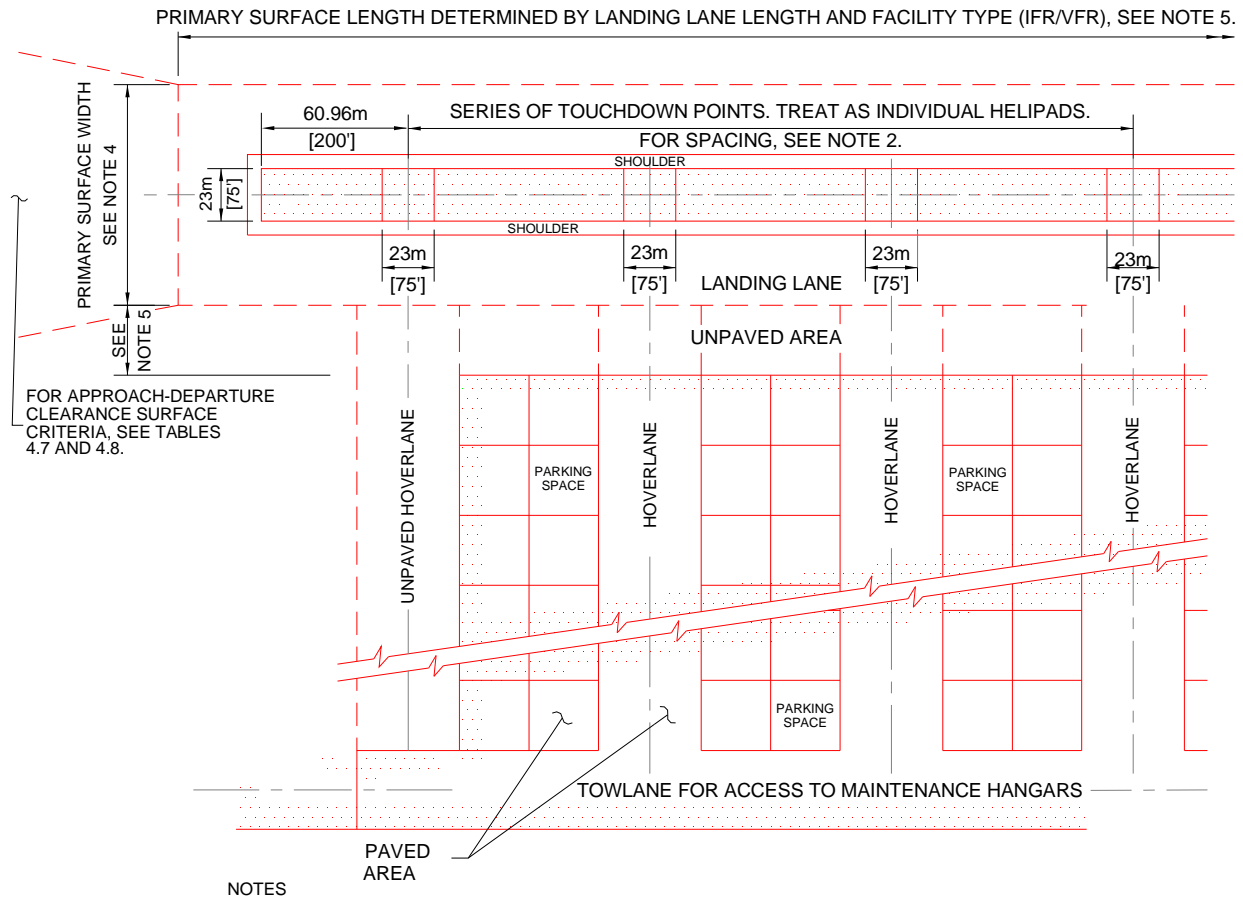 PRIMARY SURFACE LENGTH DETERMINED BY LANDING LANE LENGTH AND FACILITY TYPE (IFR/VFR), SEE NOTE 5.
PRIMARY SURFACE WIDTH
SEE NOTE 4
60.96m
[200']
SERIES OF TOUCHDOWN POINTS. TREAT AS INDIVIDUAL HELIPADS.
FOR SPACING, SEE NOTE 2.
SHOULDER
23m
[75']
SHOULDER
23m
[75']
23m
[75']
23m
[75']
23m
[75']
LANDING LANE
SEE
NOTE 5
UNPAVED AREA
FOR APPROACH-DEPARTURE
CLEARANCE SURFACE
CRITERIA, SEE TABLES
4.7 AND 4.8.
UNPAVED HOVERLANE
PARKING
SPACE
HOVERLANE
HOVERLANE
PARKING
SPACE
HOVERLANE
PARKING
SPACE
TOWLANE FOR ACCESS TO MAINTENANCE HANGARS
PAVED
AREA
NOTES